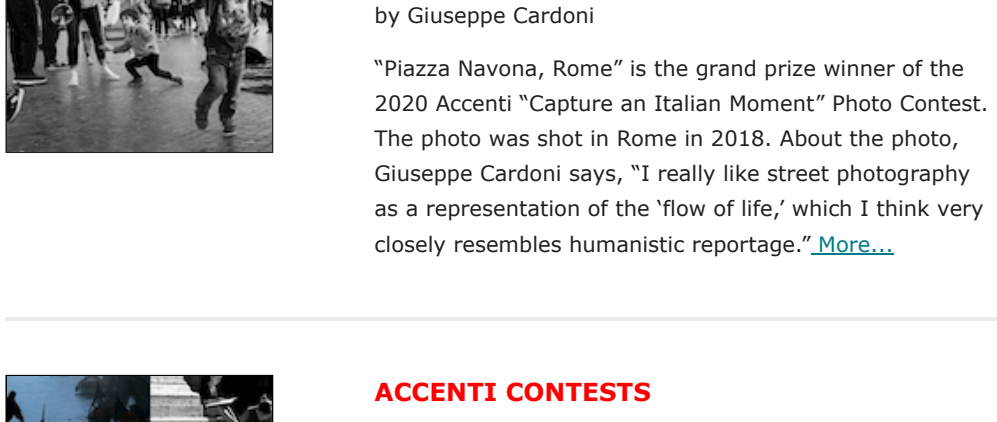 by Giuseppe Cardoni
“Piazza Navona, Rome” is the grand prize winner of the
2020 Accenti “Capture an Italian Moment” Photo Contest.
The photo was shot in Rome in 2018. About the photo,
Giuseppe Cardoni says, “I really like street photography
as a representation of the ‘flow of life,’ which I think very
closely resembles humanistic reportage.” More...
ACCENTI CONTESTS